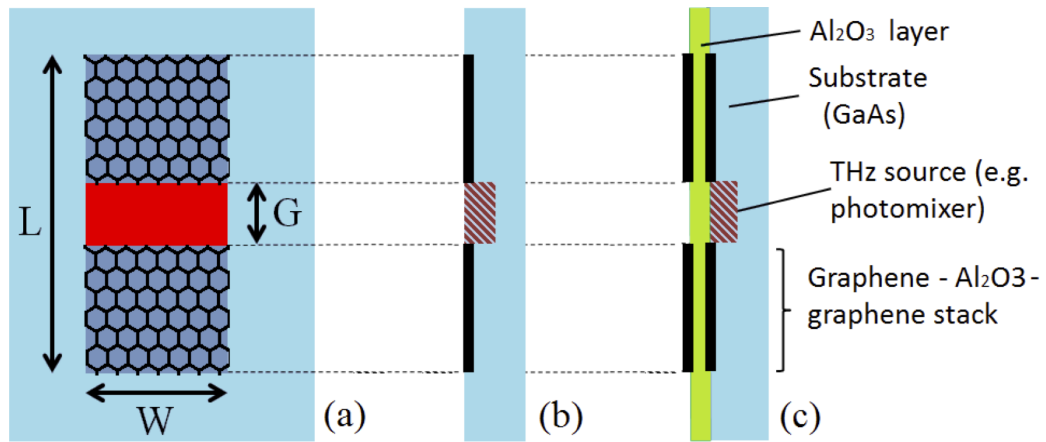 L
G
W
(a)
(b)
(c)
Al₂O₃ layer
Substrate
(GaAs)
THz source (e.g.
photomixer)
Graphene - Al₂O3-
graphene stack